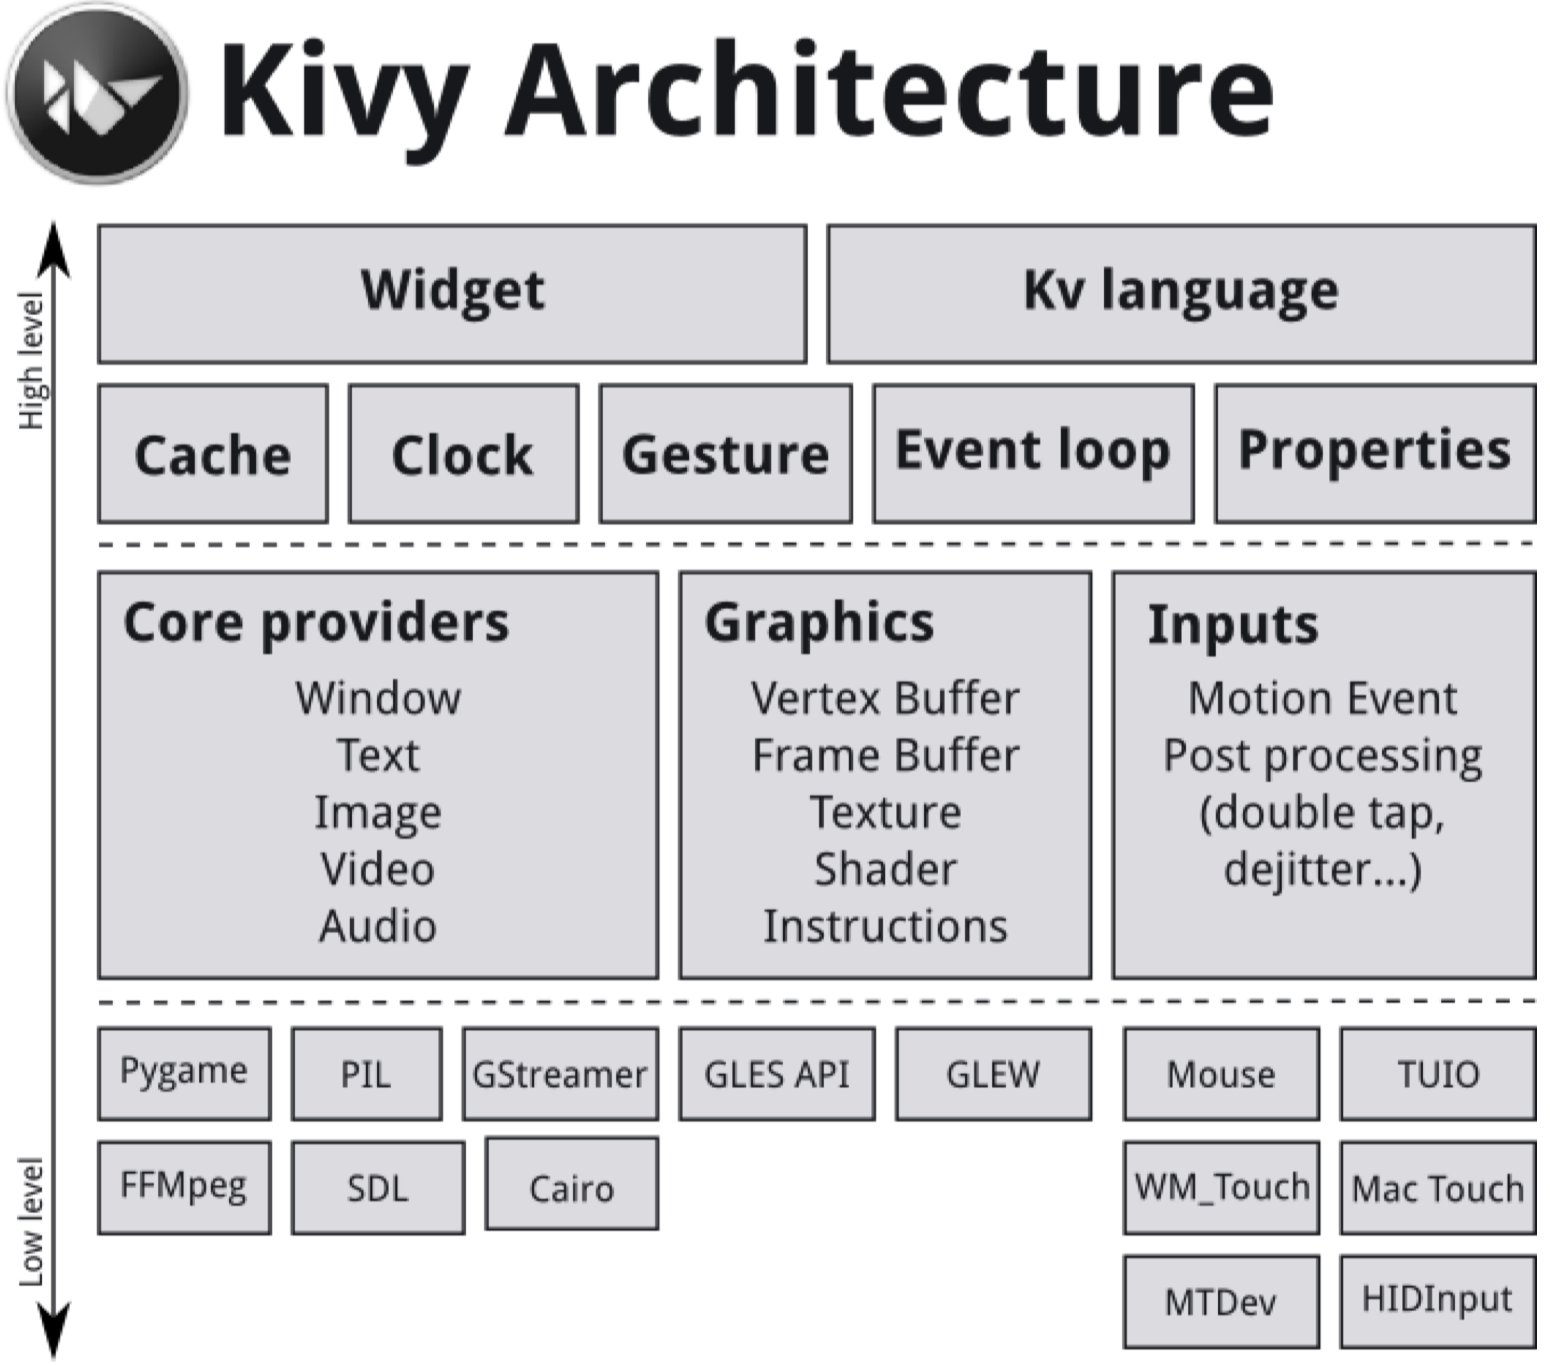 Kivy Architecture
High level
Widget
Kv language
Cache
Clock
Gesture
Event loop
Properties
Core providers
Window
Text
Image
Video
Audio
Graphics
Vertex Buffer
Frame Buffer
Texture
Shader
Instructions
Inputs
Motion Event
Post processing
(double tap,
dejitter...)
Low level
Pygame
PIL
GStreamer
FFMpeg
SDL
Cairo
GLES API
GLEW
Mouse
TUIO
WM_Touch
Mac Touch
MTDev
HIDInput